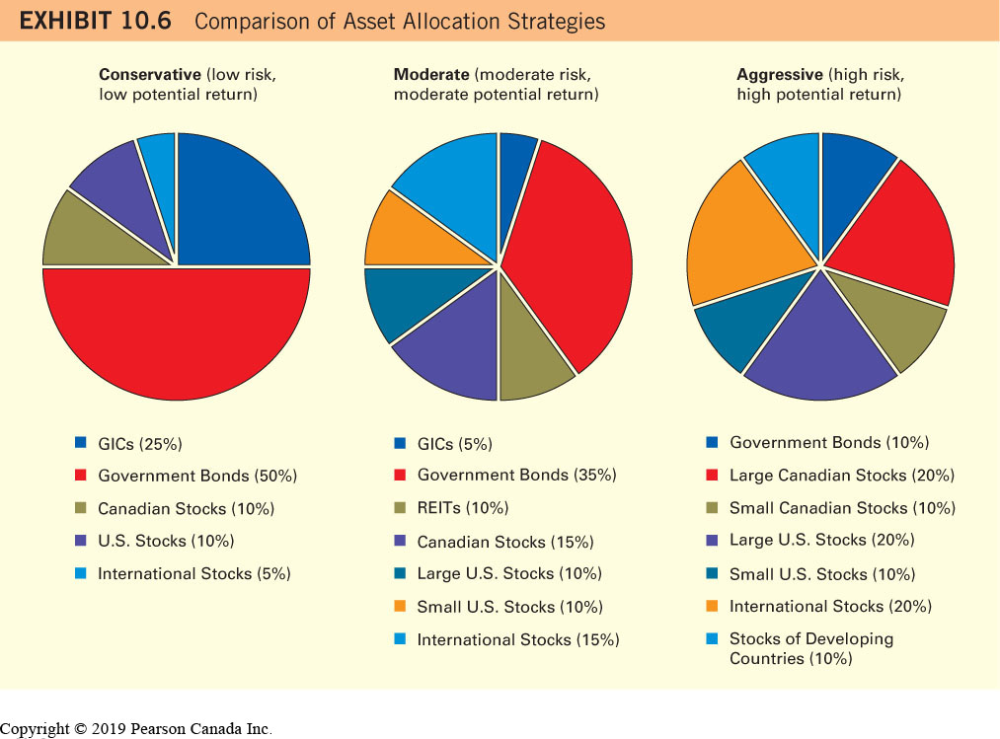 EXHIBIT 10.6 Comparison of Asset Allocation Strategies
Conservative (low risk,
low potential return)
Moderate (moderate risk,
moderate potential return)
Aggressive (high risk,
high potential return)
GICs (25%)
Government Bonds (50%)
Canadian Stocks (10%)
U.S. Stocks (10%)
International Stocks (5%)
GICs (5%)
Government Bonds (35%)
REITs (10%)
Canadian Stocks (15%)
Large U.S. Stocks (10%)
Small U.S. Stocks (10%)
International Stocks (15%)
Government Bonds (10%)
Large Canadian Stocks (20%)
Small Canadian Stocks (10%)
Large U.S. Stocks (20%)
Small U.S. Stocks (10%)
International Stocks (20%)
Stocks of Developing
Countries (10%)
Copyright © 2019 Pearson Canada Inc.